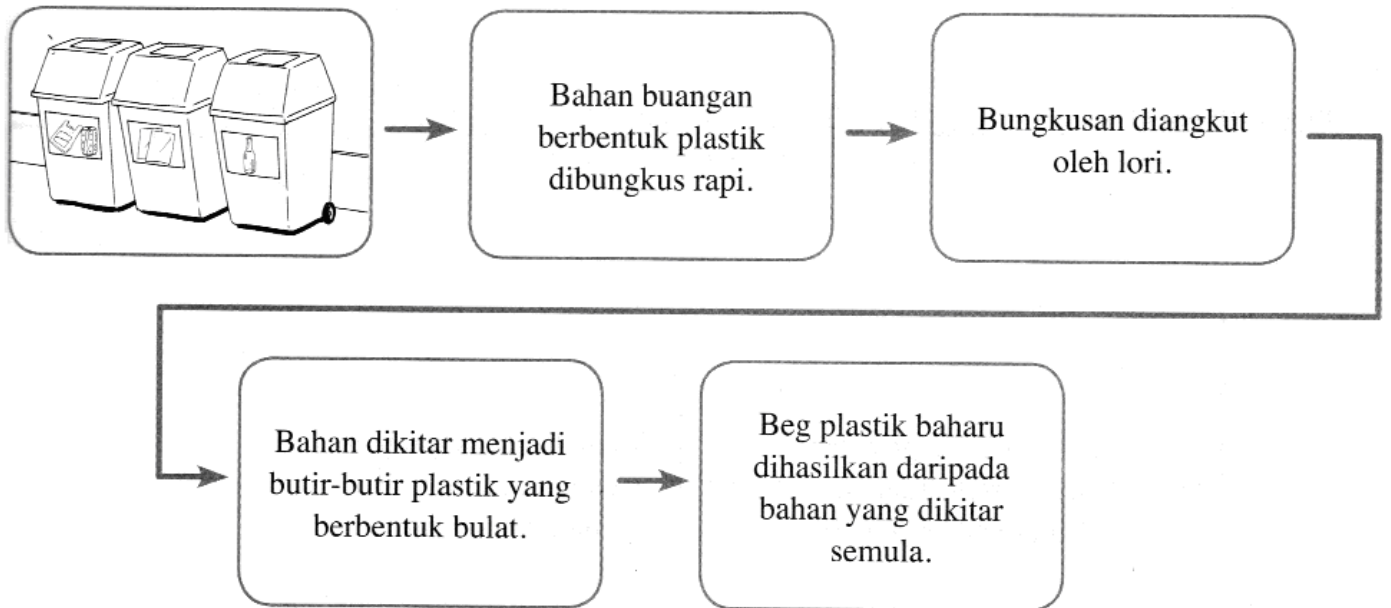 Bahan buangan
berbentuk plastik
dibungkus rapi.
Bungkusan diangkut
oleh lori.
Bahan dikitar menjadi
butir-butir plastik yang
berbentuk bulat.
Beg plastik baharu
dihasilkan daripada
bahan yang dikitar
semula.